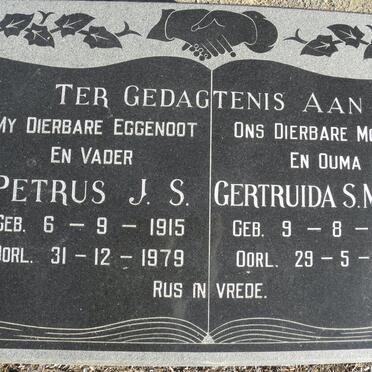 TER GEDAGTENIS AAN
MY DIERBARE EGGENOOT
EN VADER
PETRUS J. S.
GEB. 6 - 9 - 1915
OORL. 31 - 12 - 1979
ONS DIERBARE
EN OUMA
GERTRUIDA S.
GEB. 9 - 8 -
OORL. 29 - 5 -
RUS IN VREDE.